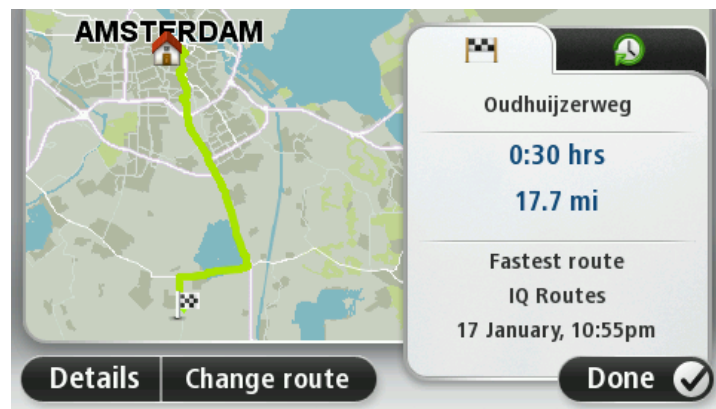 AMSTERDAM
Oudhuijzerweg
0:30 hrs
17.7 mi
Fastest route
IQ Routes
17 January, 10:55pm
Details
Change route
Done